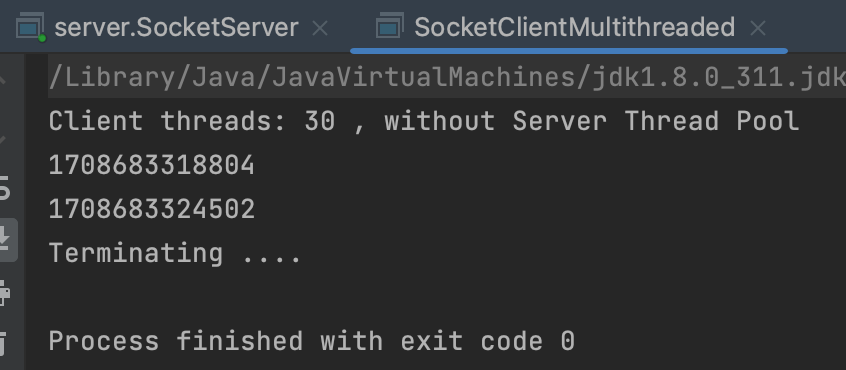 server.SocketServer SocketClientMultithreaded
/Library/Java/JavaVirtualMachines/jdk1.8.0_311.jdk
Client threads: 30 , without Server Thread Pool
1708683318804
1708683324502
Terminating ....
Process finished with exit code 0